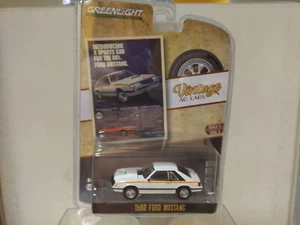 GREENLIGHT
INTRODUCING
A SPORTS CAR
FOR THE 80s.
FORD MUSTANG.
Vintage
AD CARS
1980 FORD MUSTANG